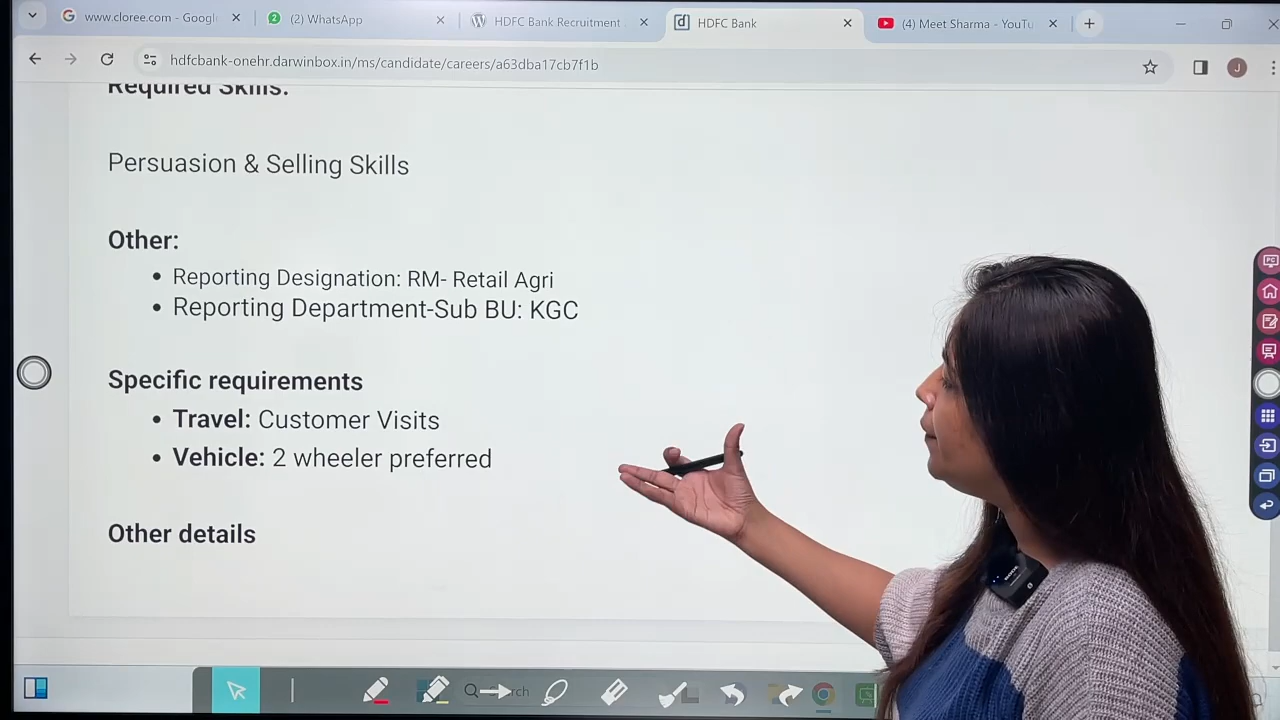 www.cloree.com - Googl
(2) WhatsApp
HDFC Bank Recruitment
HDFC Bank
(4) Meet Sharma - YouTu
hdfcbank-onehr.darwinbox.in/ms/candidate/careers/a63dba17cb7f1b
J
Required Skills:
Persuasion & Selling Skills
Other:
• Reporting Designation: RM- Retail Agri
• Reporting Department-Sub BU: KGC
Specific requirements
• Travel: Customer Visits
• Vehicle: 2 wheeler preferred
Other details